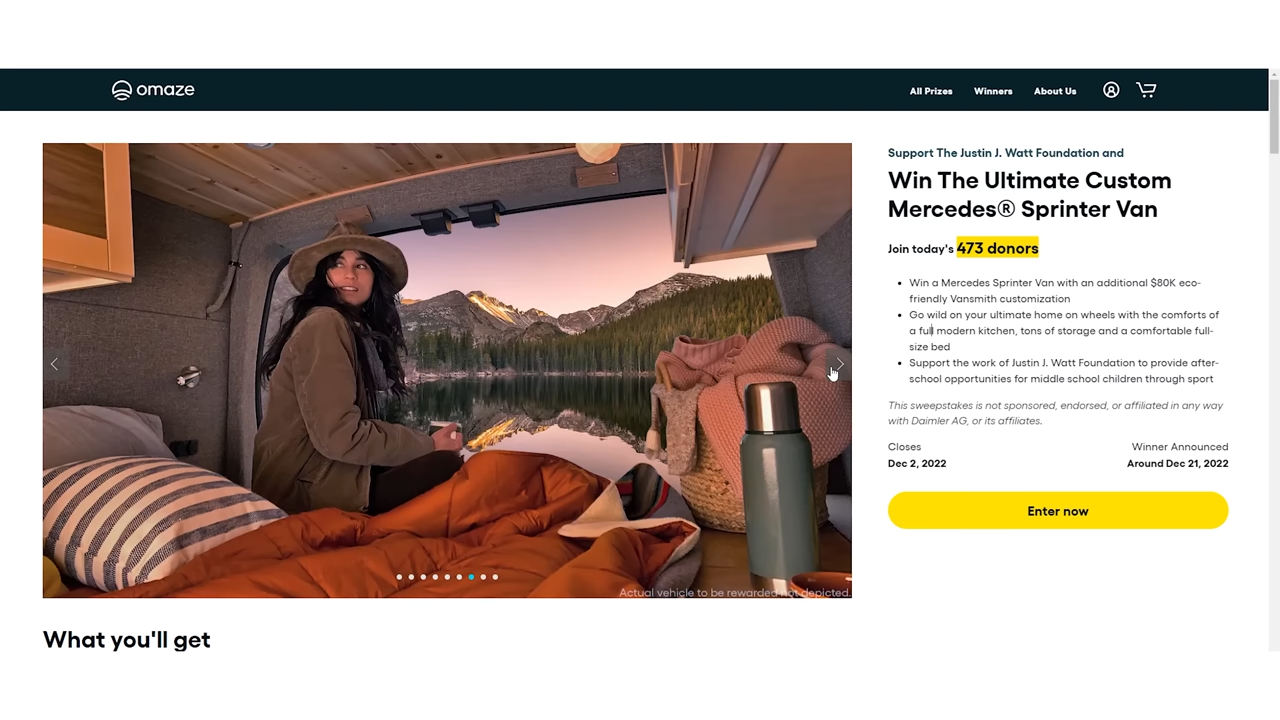 omaze
All Prizes Winners About Us
Support The Justin J. Watt Foundation and
Win The Ultimate Custom
Mercedes® Sprinter Van
Join today's 473 donors
• Win a Mercedes Sprinter Van with an additional $80K eco-
friendly Vansmith customization
• Go wild on your ultimate home on wheels with the comforts of
a full modern kitchen, tons of storage and a comfortable full-
size bed
• Support the work of Justin J. Watt Foundation to provide after-
school opportunities for middle school children through sport
This sweepstakes is not sponsored, endorsed, or affiliated in any way
with Daimler AG, or its affiliates.
Closes Winner Announced
Dec 2, 2022 Around Dec 21, 2022
Enter now
Actual vehicle to be rewarded not depicted.
What you'll get